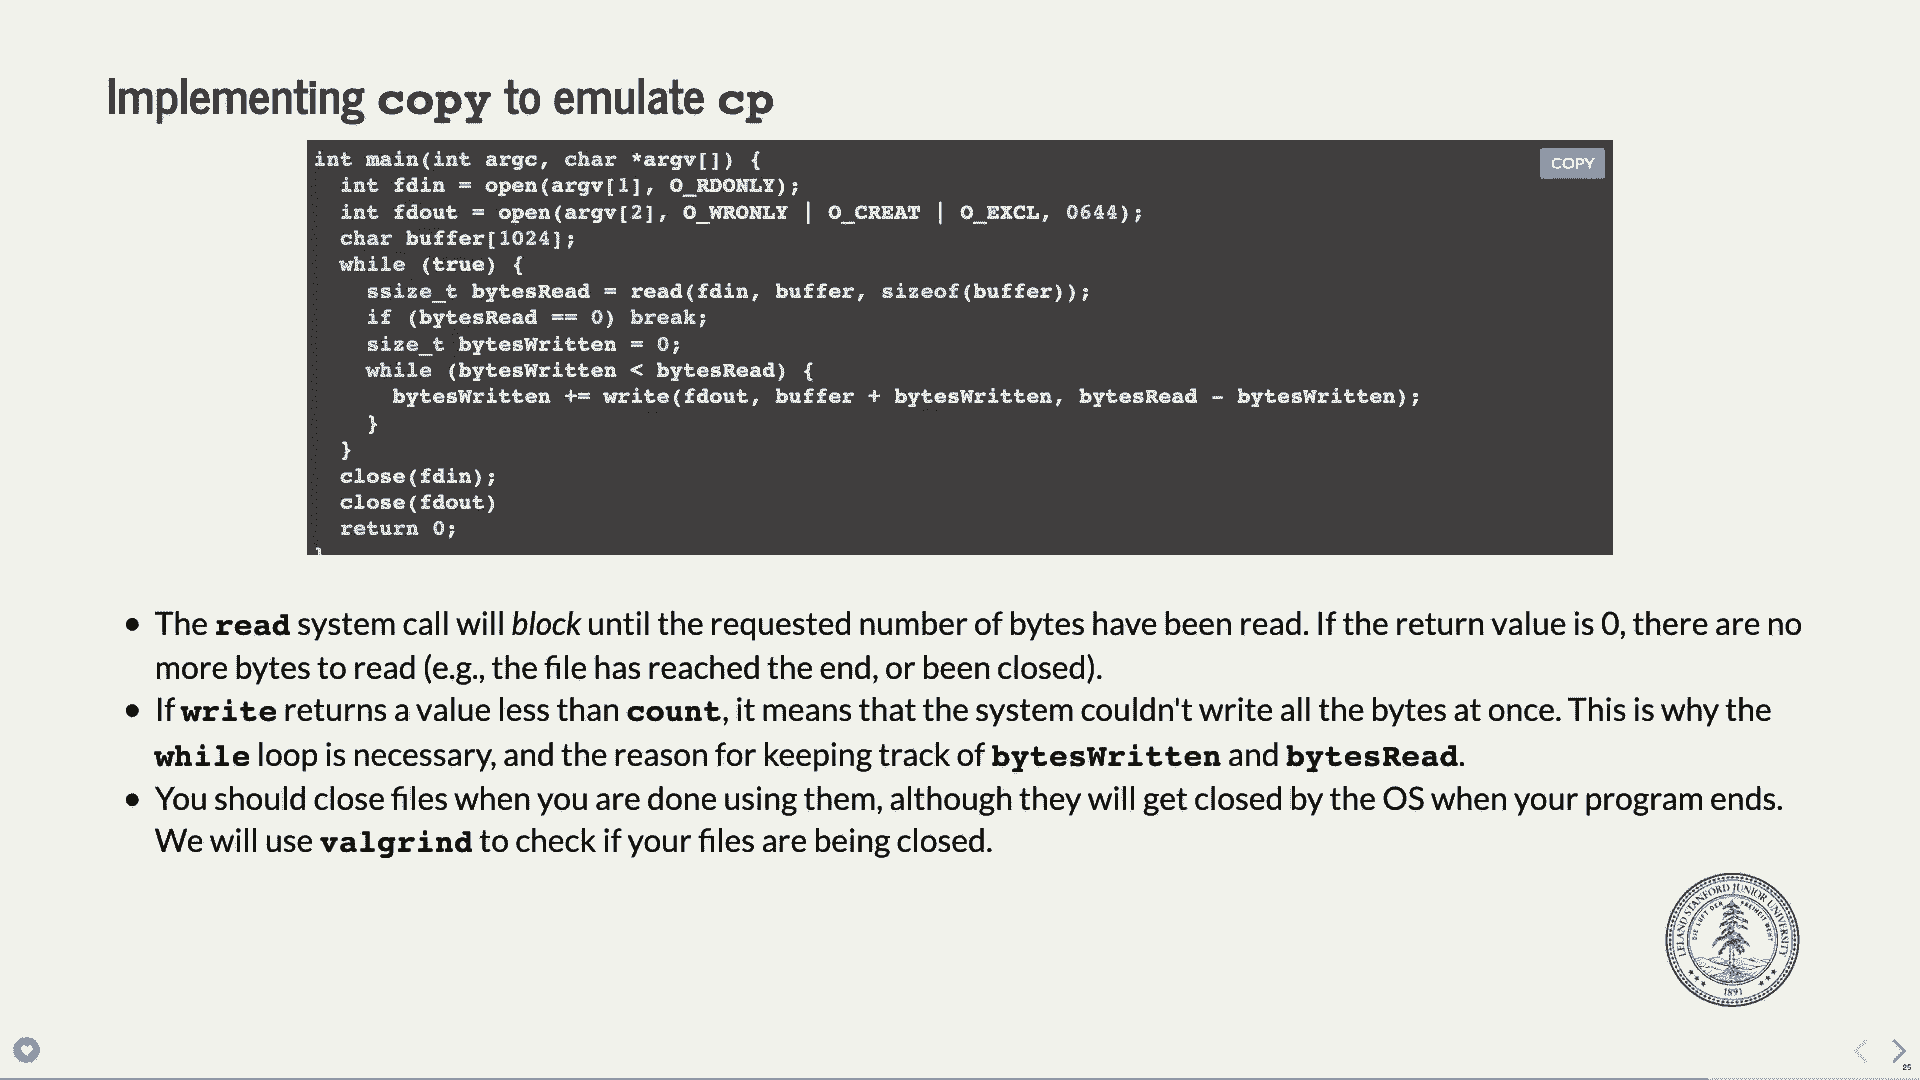 Implementing copy to emulate cp
int main(int argc, char *argv[]) {
COPY
  int fdin = open(argv[1], O_RDONLY);
  int fdout = open(argv[2], O_WRONLY | O_CREAT | O_EXCL, 0644);
  char buffer[1024];
  while (true) {
    ssize_t bytesRead = read(fdin, buffer, sizeof(buffer));
    if (bytesRead == 0) break;
    size_t bytesWritten = 0;
    while (bytesWritten < bytesRead) {
      bytesWritten += write(fdout, buffer + bytesWritten, bytesRead - bytesWritten);
    }
  }
  close(fdin);
  close(fdout)
  return 0;
}
• The read system call will block until the requested number of bytes have been read. If the return value is 0, there are no
more bytes to read (e.g., the file has reached the end, or been closed).
• If write returns a value less than count, it means that the system couldn't write all the bytes at once. This is why the
while loop is necessary, and the reason for keeping track of bytesWritten and bytesRead.
• You should close files when you are done using them, although they will get closed by the OS when your program ends.
We will use valgrind to check if your files are being closed.
LELAND STANFORD JUNIOR UNIVERSITY
DIE LUFT DER FREIHEIT WEHT
1891
25